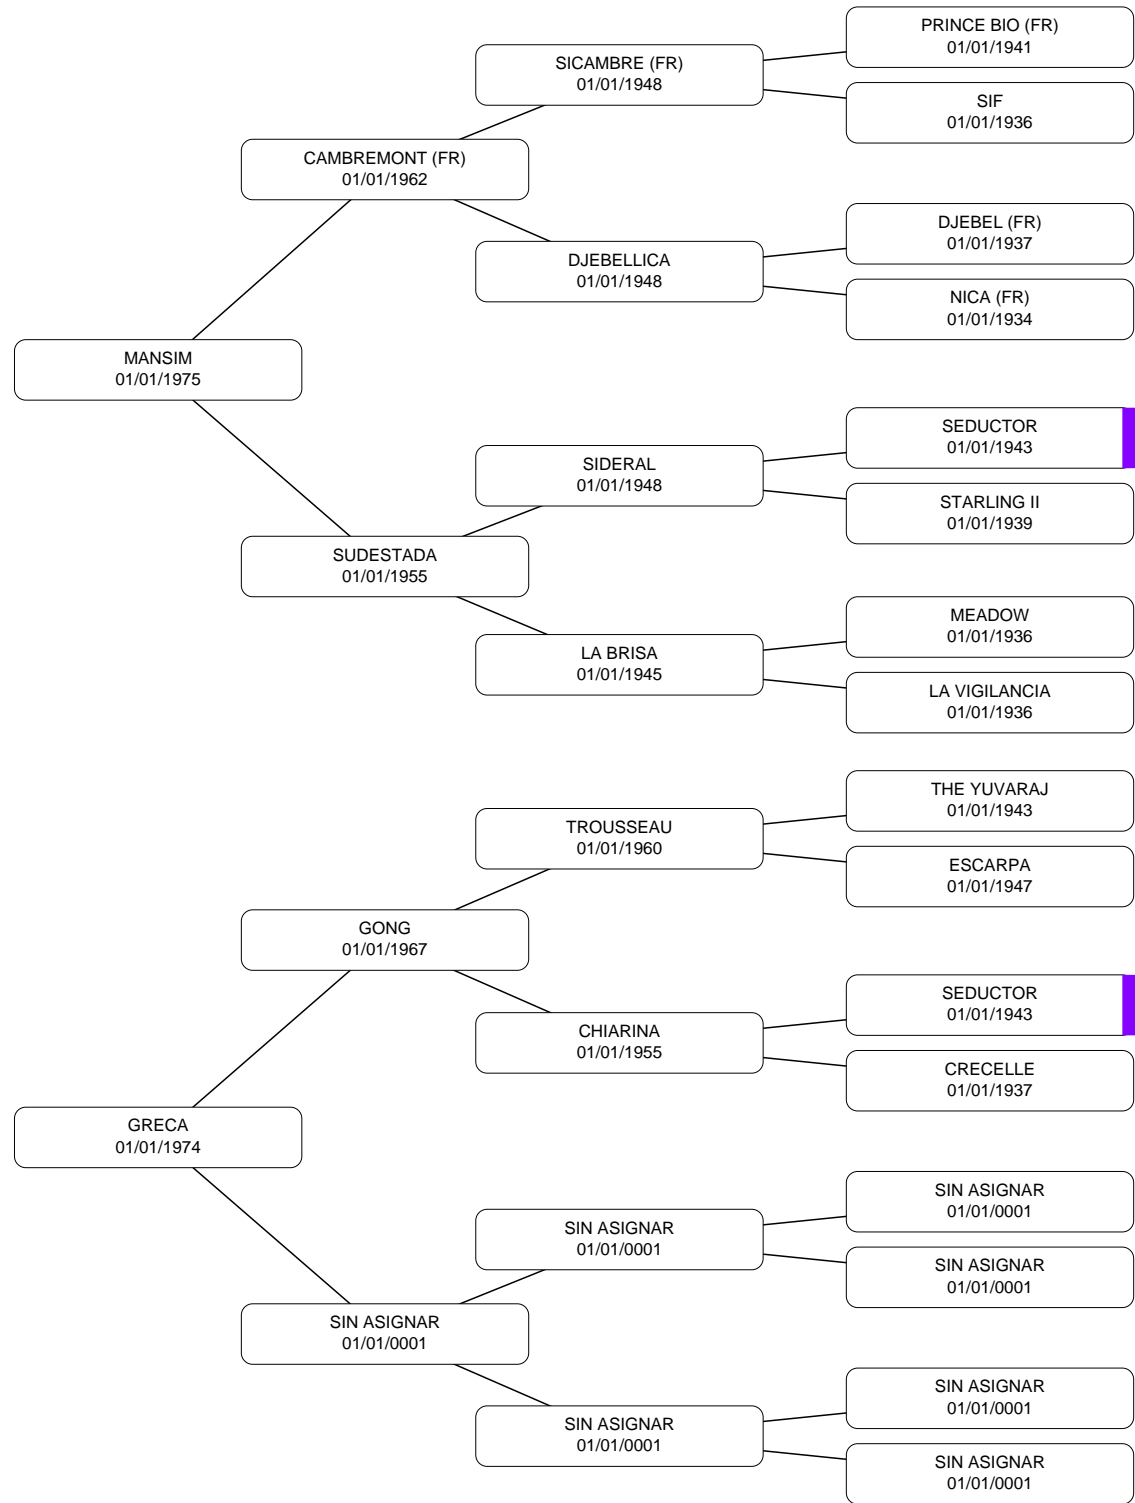 PRINCE BIO (FR)
01/01/1941
SICAMBRE (FR)
01/01/1948
SIF
01/01/1936
CAMBREMONT (FR)
01/01/1962
DJEBEL (FR)
01/01/1937
DJEBELLICA
01/01/1948
NICA (FR)
01/01/1934
MANSIM
01/01/1975
SEDUCTOR
01/01/1943
SIDERAL
01/01/1948
STARLING II
01/01/1939
SUDESTADA
01/01/1955
MEADOW
01/01/1936
LA BRISA
01/01/1945
LA VIGILANCIA
01/01/1936
THE YUVARAJ
01/01/1943
TROUSSEAU
01/01/1960
ESCARPA
01/01/1947
GONG
01/01/1967
SEDUCTOR
01/01/1943
CHIARINA
01/01/1955
CRECELLE
01/01/1937
GRECA
01/01/1974
SIN ASIGNAR
01/01/0001
SIN ASIGNAR
01/01/0001
SIN ASIGNAR
01/01/0001
SIN ASIGNAR
01/01/0001
SIN ASIGNAR
01/01/0001
SIN ASIGNAR
01/01/0001
SIN ASIGNAR
01/01/0001